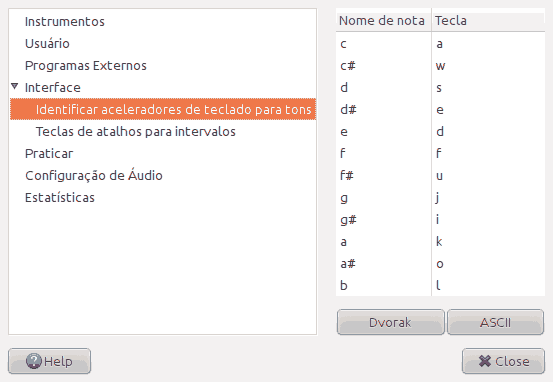 Instrumentos
Usuário
Programas Externos
Interface
Identificar aceleradores de teclado para tons
Teclas de atalhos para intervalos
Praticar
Configuração de Áudio
Estatísticas
Nome de nota Tecla
c a
c# w
d s
d# e
e d
f f
f# u
g j
g# i
a k
a# o
b l
Dvorak ASCII
Help Close